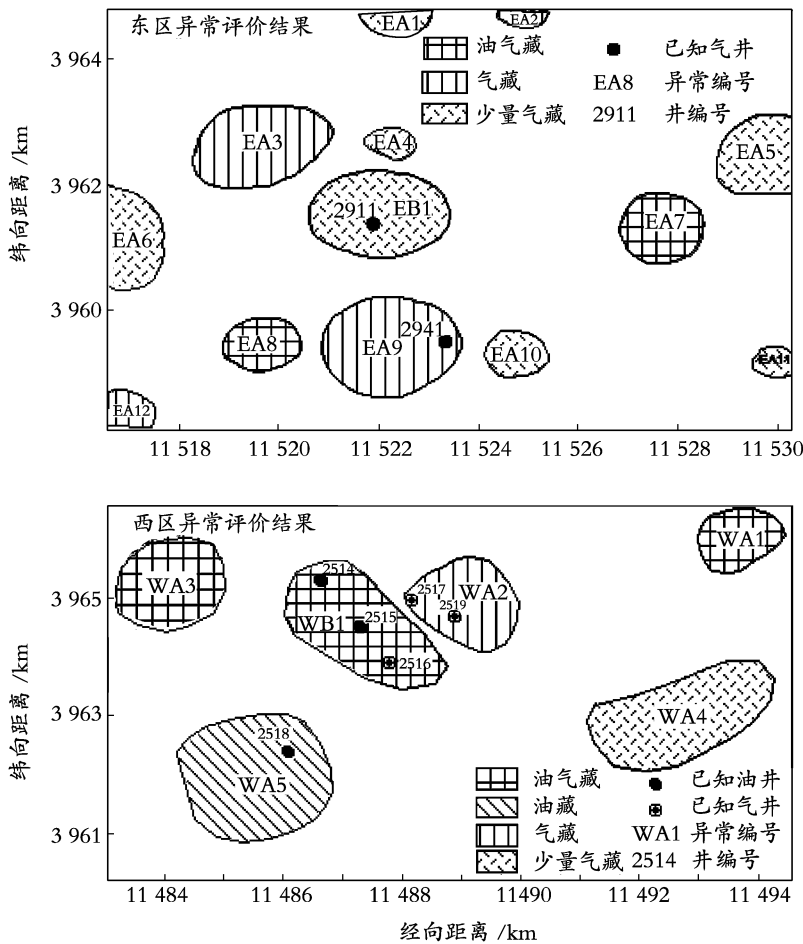 东区异常评价结果
EA1
EA2
3 964
油气藏
已知气井
气藏
EA8
异常编号
少量气藏
2911
井编号
EA3
EA4
EA5
3 962
2911
EB1
EA7
EA6
纬向距离 /km
3 960
EA8
2941
EA9
EA10
EA11
EA12
11 518
11 520
11 522
11 524
11 526
11 528
11 530
西区异常评价结果
WA1
WA3
2514
2517
WA2
3 965
2515
2519
WB1
2516
3 963
WA4
纬向距离 /km
2518
WA5
油气藏
已知油井
油藏
已知气井
3 961
气藏
WA1
异常编号
少量气藏
2514
井编号
11 484
11 486
11 488
11490
11 492
11 494
经向距离 /km